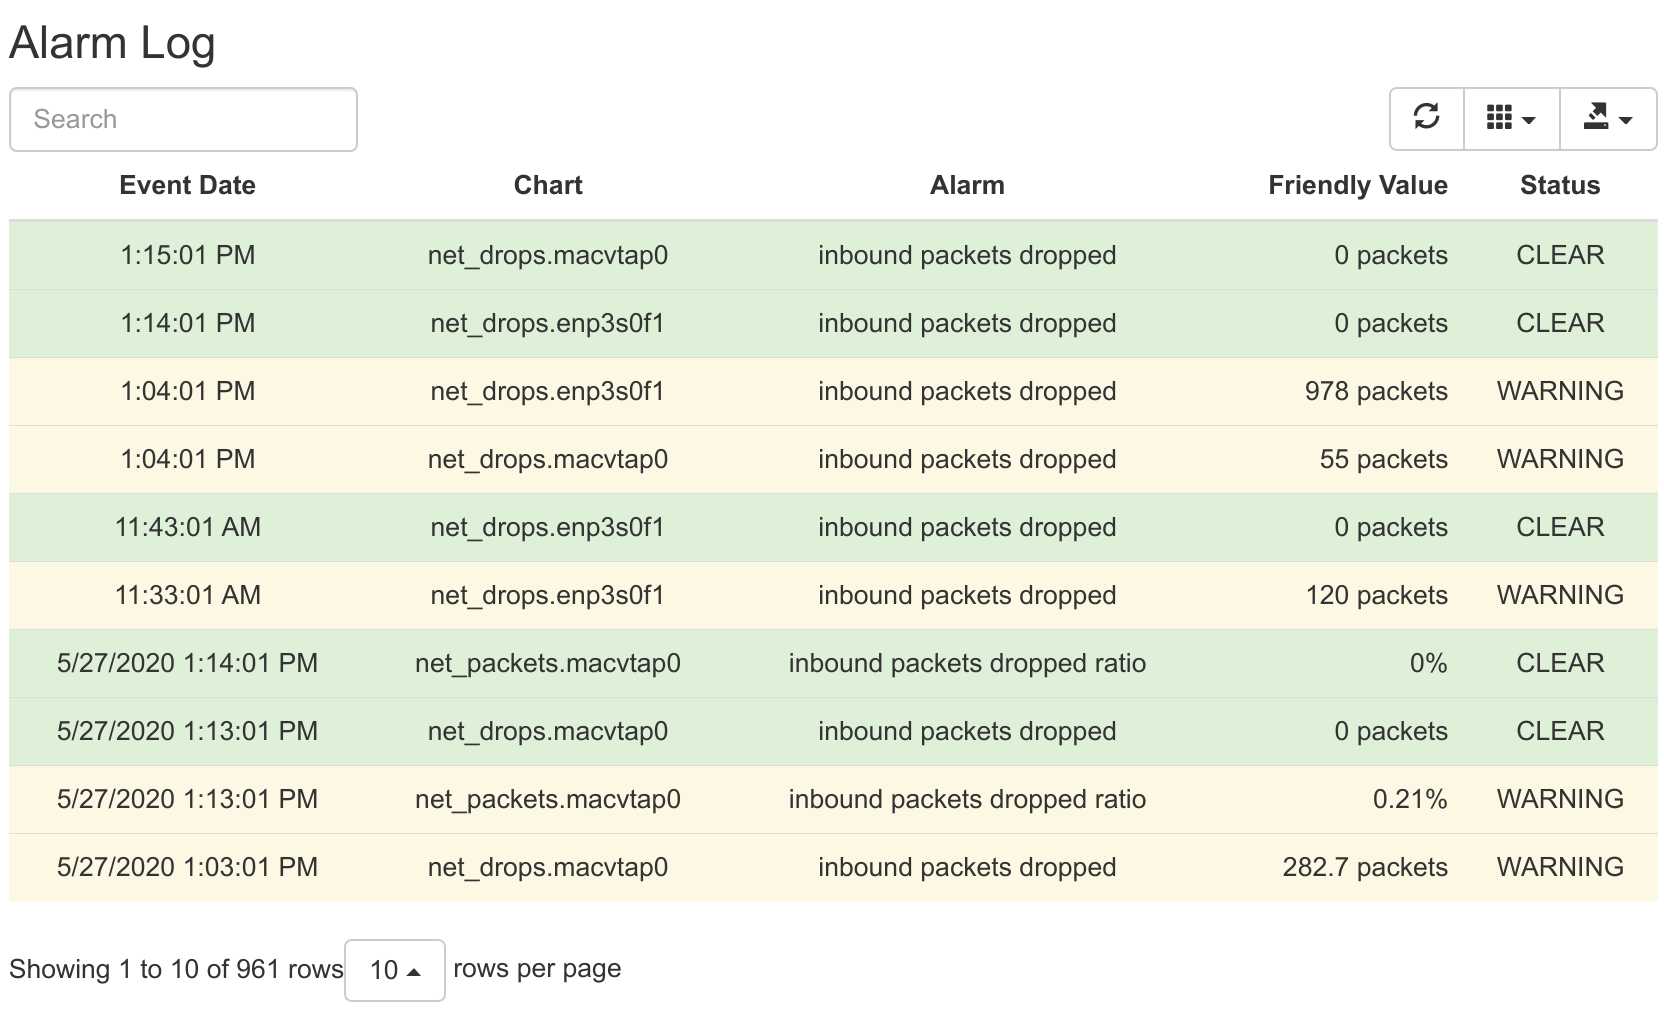 Alarm Log
Search
Event Date Chart Alarm Friendly Value Status
1:15:01 PM net_drops.macvtap0 inbound packets dropped 0 packets CLEAR
1:14:01 PM net_drops.enp3s0f1 inbound packets dropped 0 packets CLEAR
1:04:01 PM net_drops.enp3s0f1 inbound packets dropped 978 packets WARNING
1:04:01 PM net_drops.macvtap0 inbound packets dropped 55 packets WARNING
11:43:01 AM net_drops.enp3s0f1 inbound packets dropped 0 packets CLEAR
11:33:01 AM net_drops.enp3s0f1 inbound packets dropped 120 packets WARNING
5/27/2020 1:14:01 PM net_packets.macvtap0 inbound packets dropped ratio 0% CLEAR
5/27/2020 1:13:01 PM net_drops.macvtap0 inbound packets dropped 0 packets CLEAR
5/27/2020 1:13:01 PM net_packets.macvtap0 inbound packets dropped ratio 0.21% WARNING
5/27/2020 1:03:01 PM net_drops.macvtap0 inbound packets dropped 282.7 packets WARNING
Showing 1 to 10 of 961 rows 10 rows per page